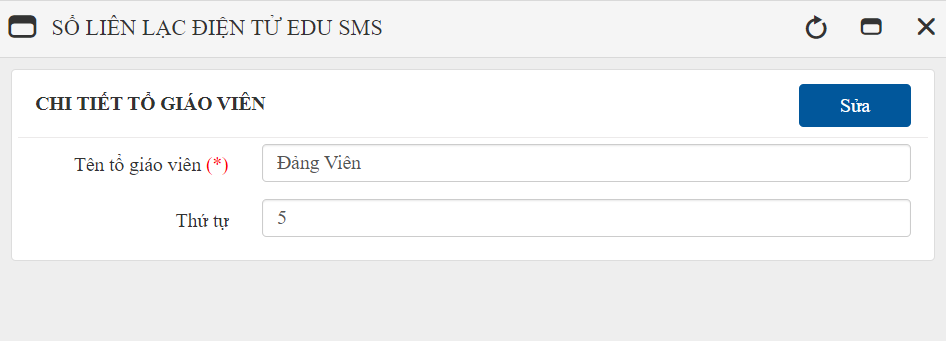 SỔ LIÊN LẠC ĐIỆN TỬ EDU SMS
CHI TIẾT TỔ GIÁO VIÊN
Sửa
Tên tổ giáo viên (*)
Đảng Viên
Thứ tự
5